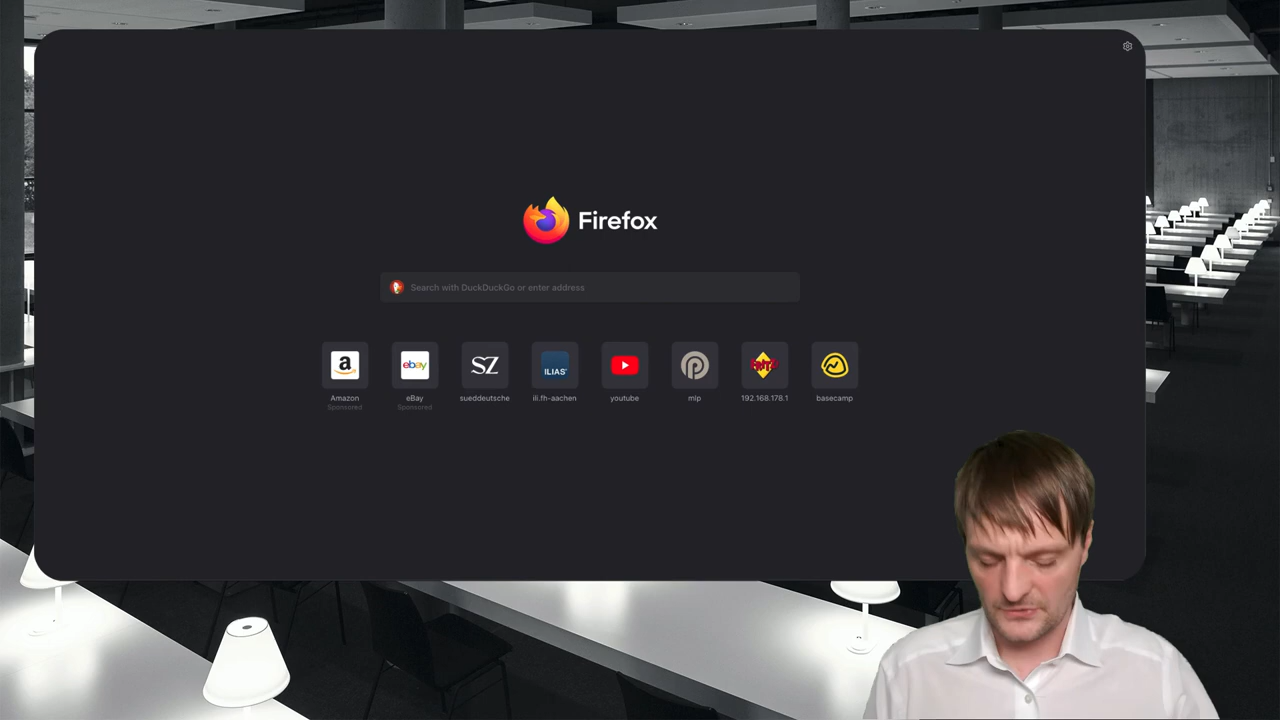 Firefox
Search with DuckDuckGo or enter address
a
ebay
SZ
ILIAS
Amazon
Sponsored
eBay
Sponsored
sueddeutsche
ili.fh-aachen
youtube
mip
192.168.178.1
basecamp